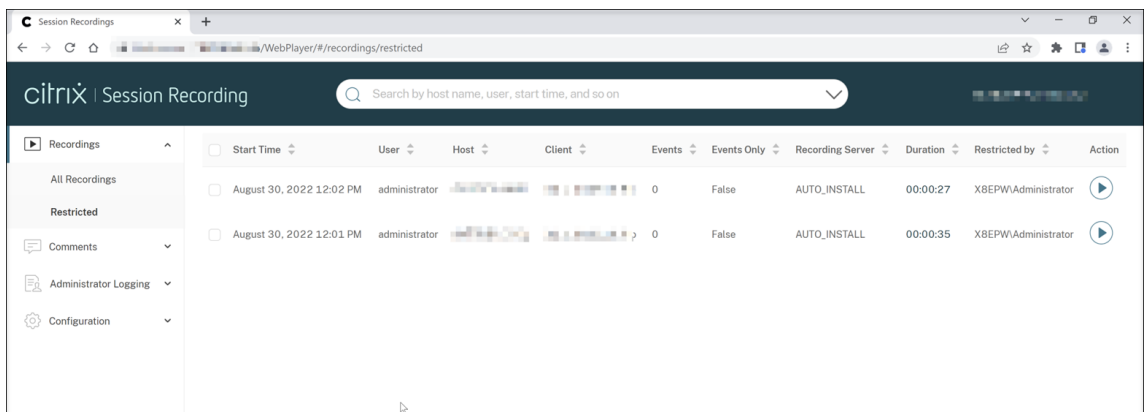 Session Recordings
/WebPlayer/#/recordings/restricted
citrix | Session Recording
Search by host name, user, start time, and so on
Recordings
All Recordings
Restricted
Comments
Administrator Logging
Configuration
Start Time User Host Client Events Events Only Recording Server Duration Restricted by Action
August 30, 2022 12:02 PM administrator 0 False AUTO_INSTALL 00:00:27 X8EPW\Administrator
August 30, 2022 12:01 PM administrator 0 False AUTO_INSTALL 00:00:35 X8EPW\Administrator